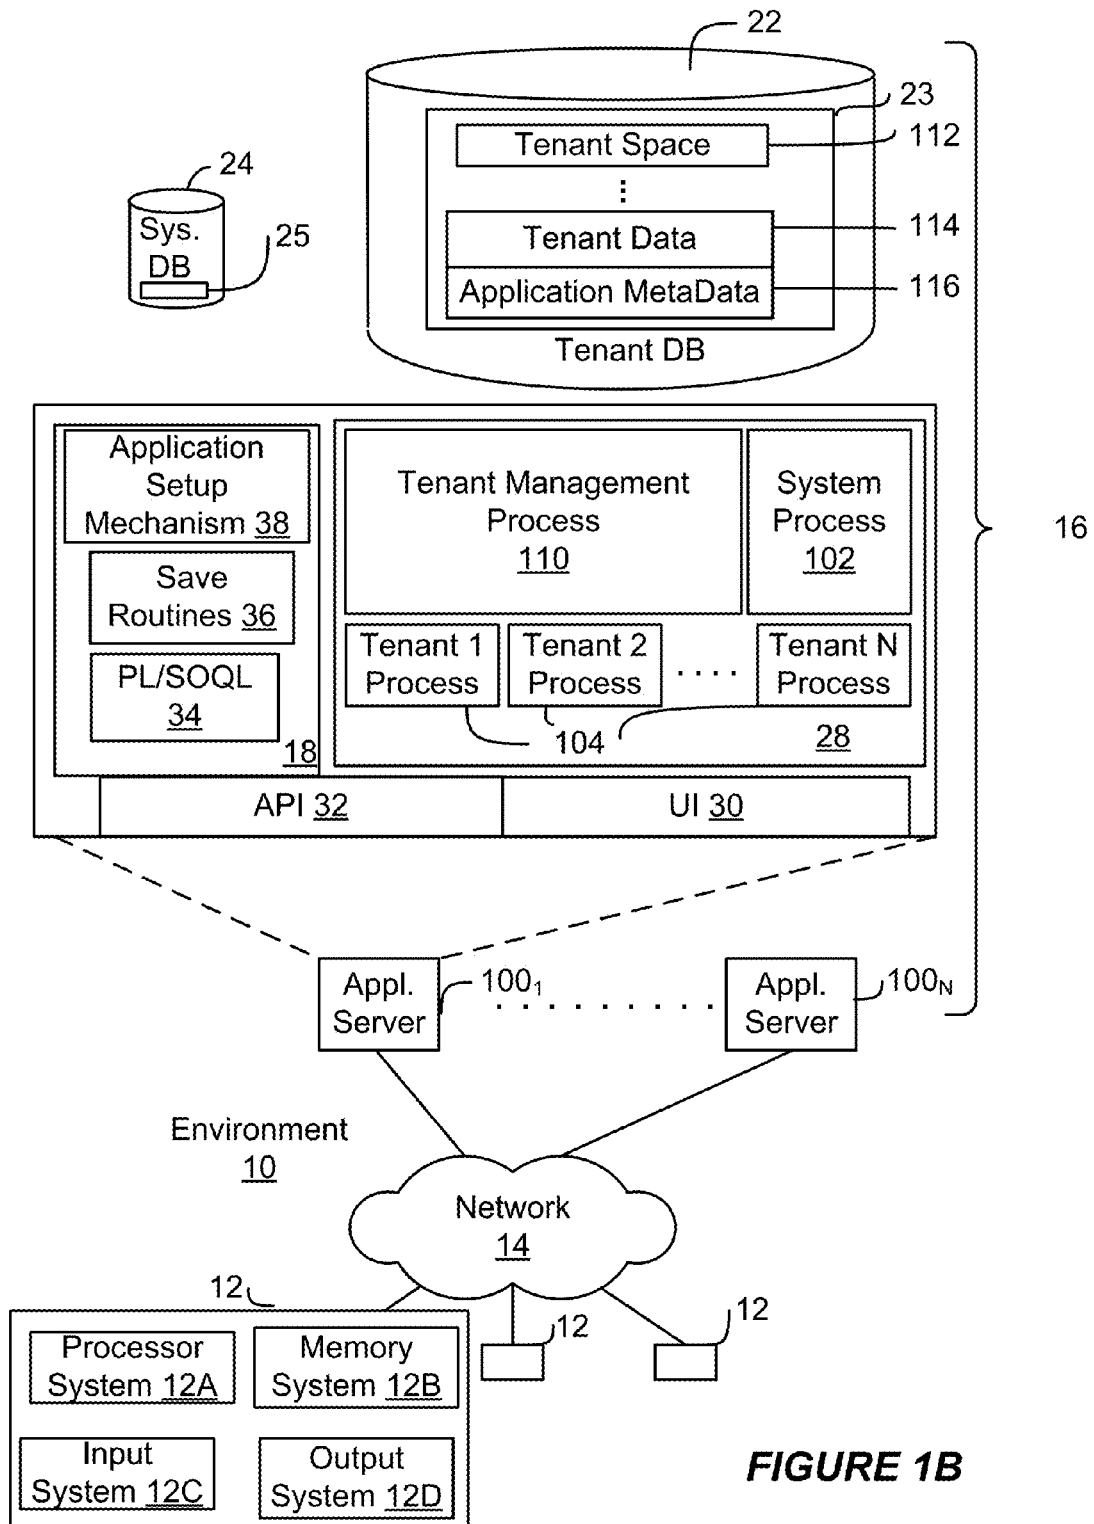 22
23
Tenant Space
112
24
Sys.
DB
25
Tenant Data
114
Application MetaData
116
Tenant DB
16
Application
Setup
Mechanism 38
Tenant Management
Process
110
System
Process
102
Save
Routines 36
Tenant 1
Process
Tenant 2
Process
. . . .
Tenant N
Process
PL/SOQL
34
104
28
18
API 32
UI 30
Appl.
Server
100₁
. . . . . . . . .
Appl.
Server
100N
Environment
10
Network
14
12
12
12
Processor
System 12A
Memory
System 12B
Input
System 12C
Output
System 12D
FIGURE 1B